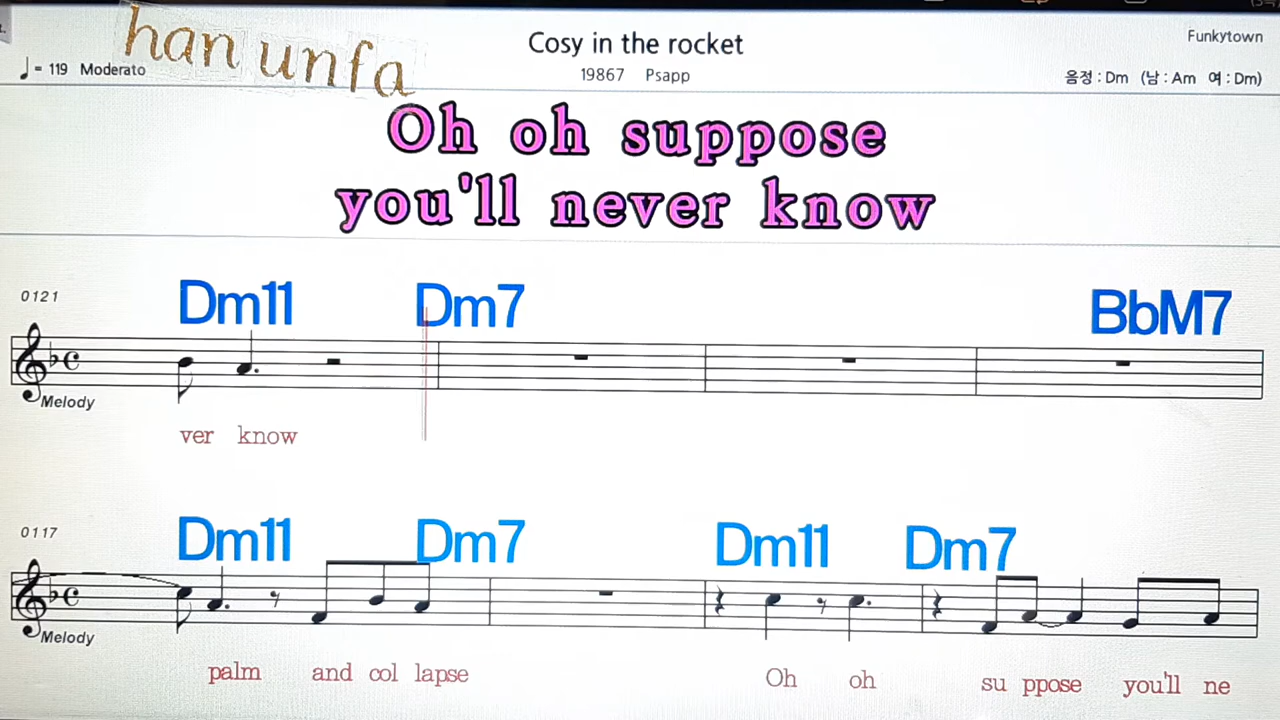 han unfa
Cosy in the rocket
Funkytown
♩ = 119 Moderato
19867 Psapp
음정 : Dm (남 : Am 여 : Dm)
Oh oh suppose
you'll never know
0121
Dm11 Dm7 BbM7
Melody
ver know
0117
Dm11 Dm7 Dm11 Dm7
Melody
palm and col lapse Oh oh su ppose you'll ne